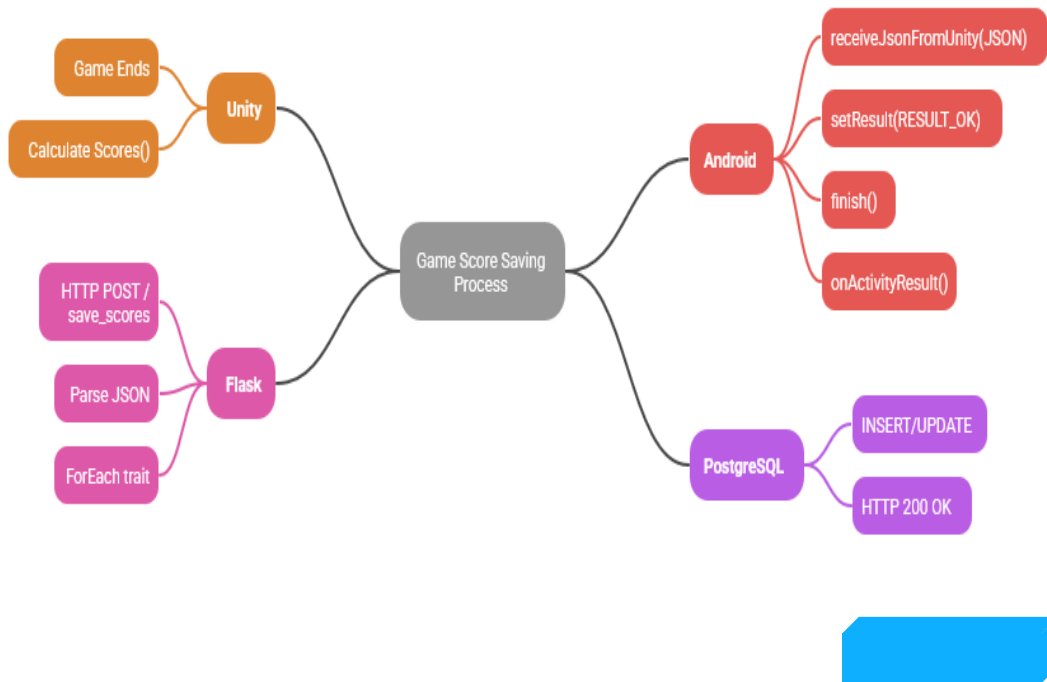 Game Score Saving
Process
Unity
Game Ends
Calculate Scores()
Flask
HTTP POST /
save_scores
Parse JSON
ForEach trait
Android
receiveJsonFromUnity(JSON)
setResult(RESULT_OK)
finish()
onActivityResult()
PostgreSQL
INSERT/UPDATE
HTTP 200 OK